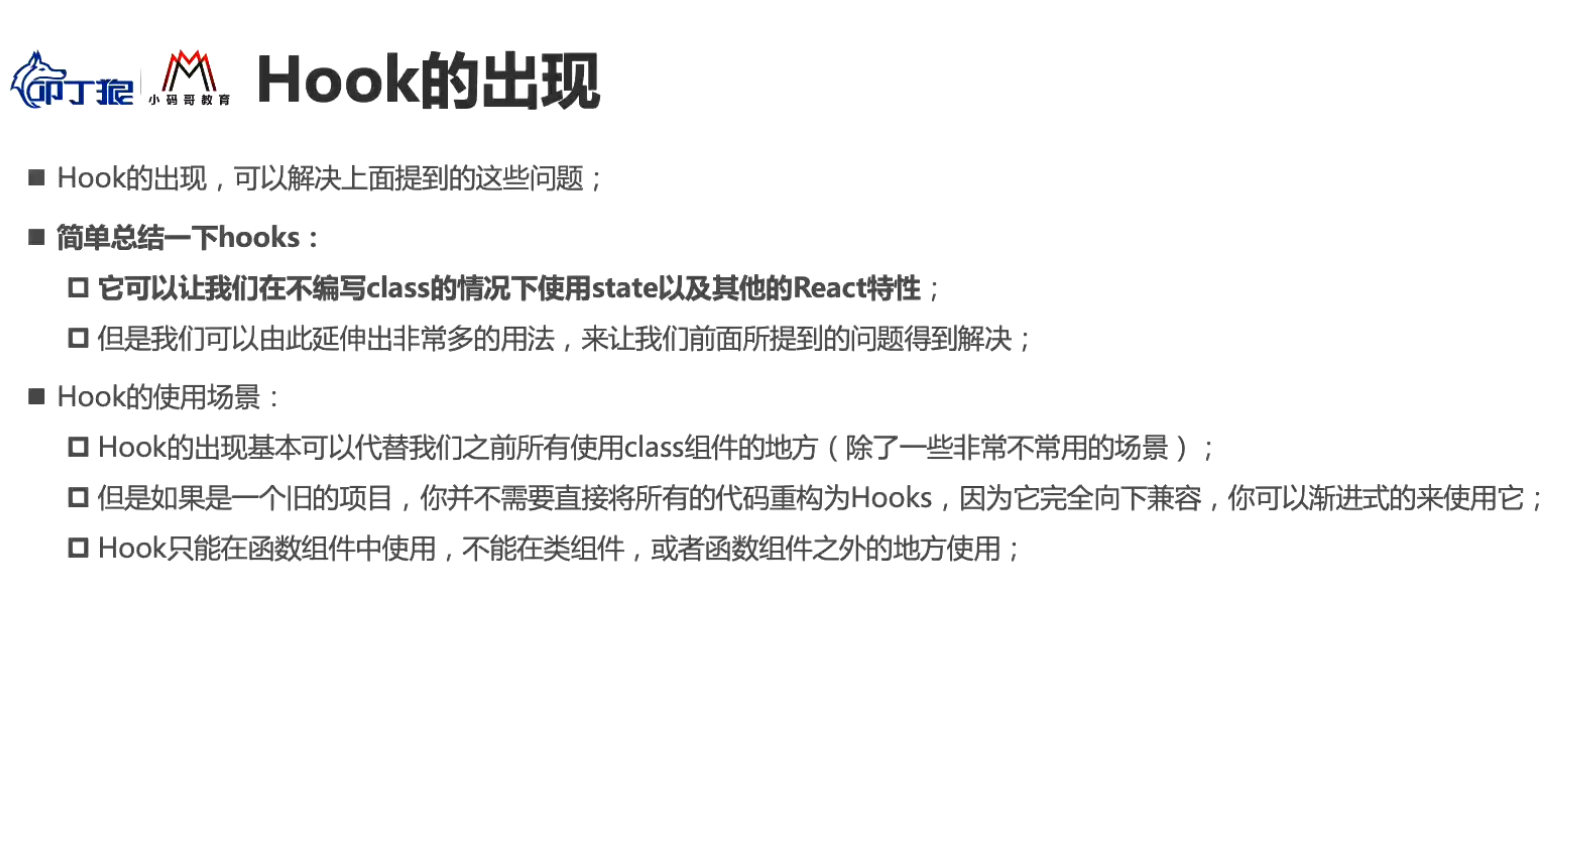 叩丁狼
小码哥教育
Hook的出现
Hook的出现，可以解决上面提到的这些问题；
简单总结一下hooks：
它可以让我们在不编写class的情况下使用state以及其他的React特性；
但是我们可以由此延伸出非常多的用法，来让我们前面所提到的问题得到解决；
Hook的使用场景：
Hook的出现基本可以代替我们之前所有使用class组件的地方（除了一些非常不常用的场景）；
但是如果是一个旧的项目，你并不需要直接将所有的代码重构为Hooks，因为它完全向下兼容，你可以渐进式的来使用它；
Hook只能在函数组件中使用，不能在类组件，或者函数组件之外的地方使用；